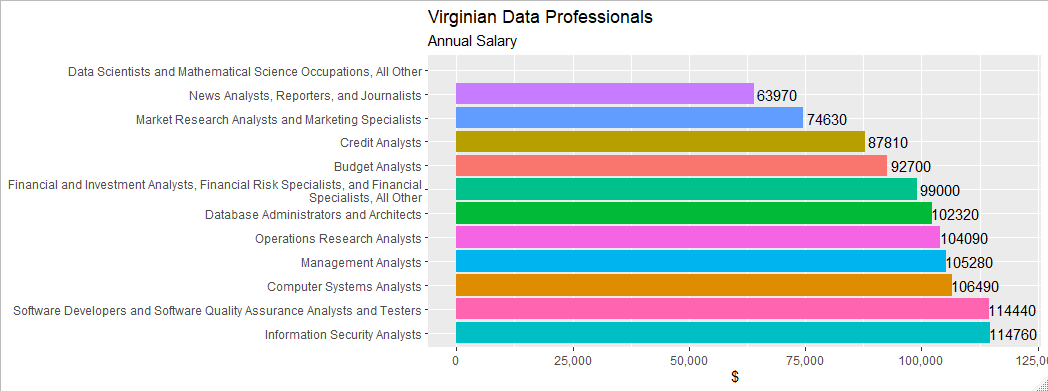 Virginian Data Professionals
Annual Salary
Data Scientists and Mathematical Science Occupations, All Other
News Analysts, Reporters, and Journalists
63970
Market Research Analysts and Marketing Specialists
74630
Credit Analysts
87810
Budget Analysts
92700
Financial and Investment Analysts, Financial Risk Specialists, and Financial
Specialists, All Other
99000
Database Administrators and Architects
102320
Operations Research Analysts
104090
Management Analysts
105280
Computer Systems Analysts
106490
Software Developers and Software Quality Assurance Analysts and Testers
114440
Information Security Analysts
114760
0
25,000
50,000
75,000
100,000
125,00
$